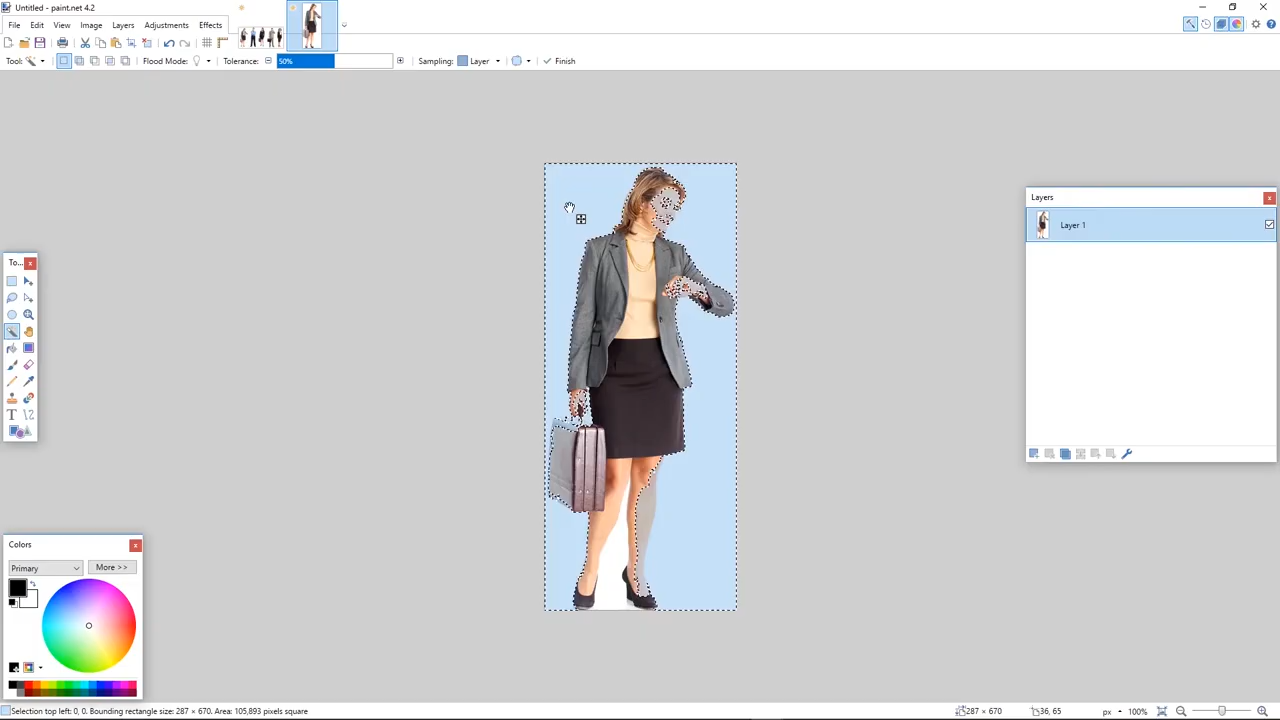 Untitled - paint.net 4.2
File Edit View Image Layers Adjustments Effects
Tool: Flood Mode: Tolerance: 50% Sampling: Layer Finish
Layers
Layer 1
To...
Colors
Primary More >>
T
Selection top left: 0, 0. Bounding rectangle size: 287 × 670. Area: 105,893 pixels square 287 × 670 36, 65 px 100%